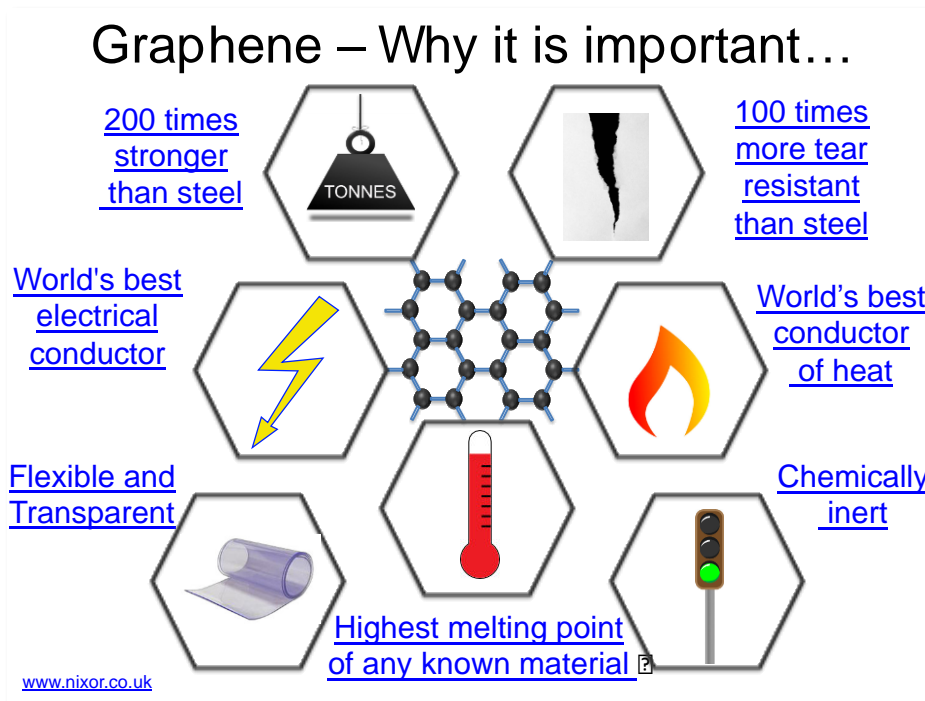 Graphene – Why it is important…
200 times
stronger
than steel
TONNES
100 times
more tear
resistant
than steel
World's best
electrical
conductor
World’s best
conductor
of heat
Flexible and
Transparent
Chemically
inert
Highest melting point
of any known material
www.nixor.co.uk